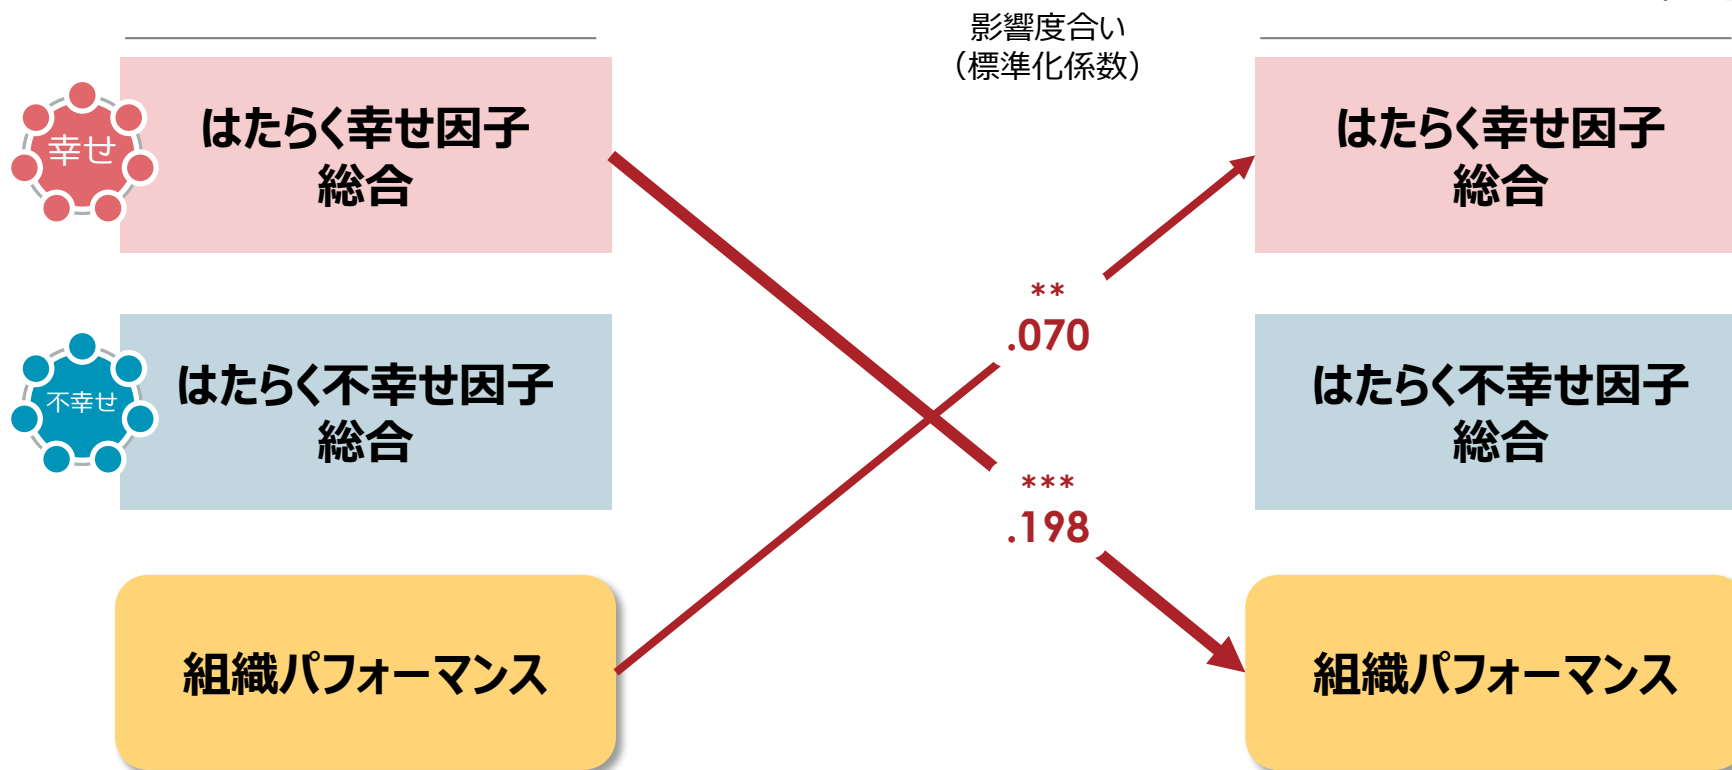 影響度合い
（標準化係数）
幸せ
はたらく幸せ因子
総合
はたらく幸せ因子
総合
**
.070
不幸せ
はたらく不幸せ因子
総合
はたらく不幸せ因子
総合
***
.198
組織パフォーマンス
組織パフォーマンス